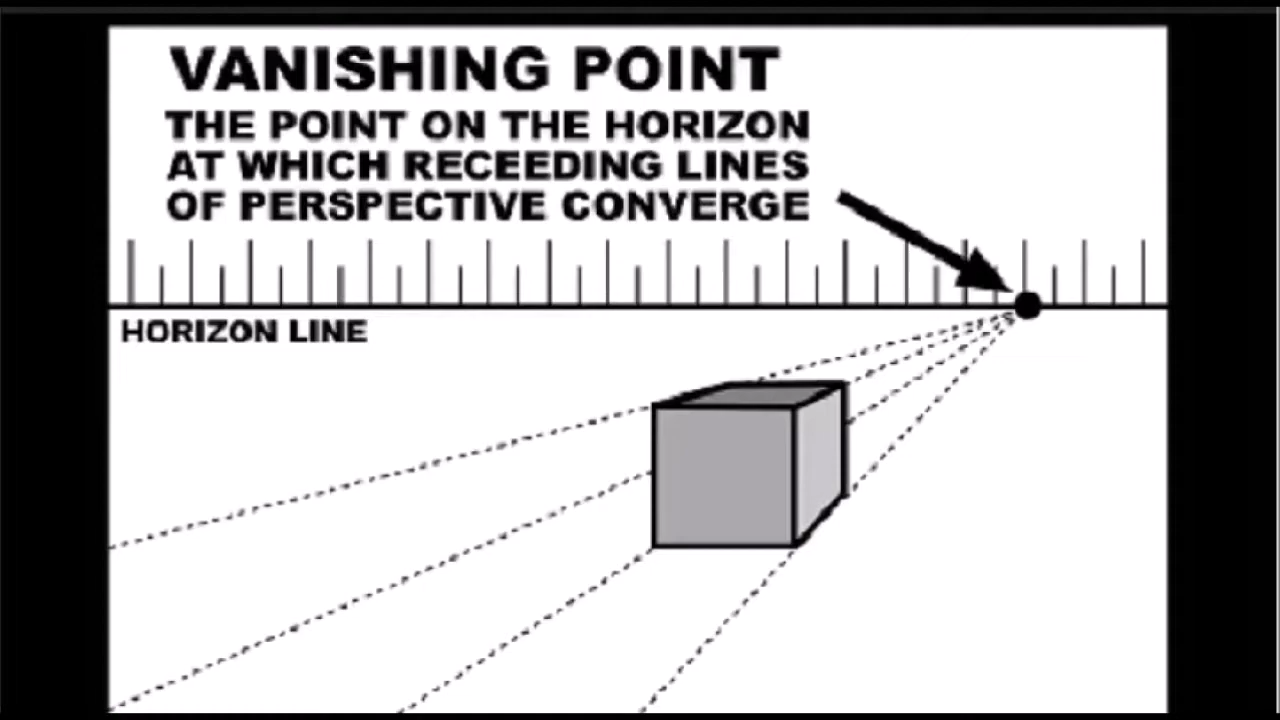 VANISHING POINT
THE POINT ON THE HORIZON
AT WHICH RECEEDING LINES
OF PERSPECTIVE CONVERGE
HORIZON LINE